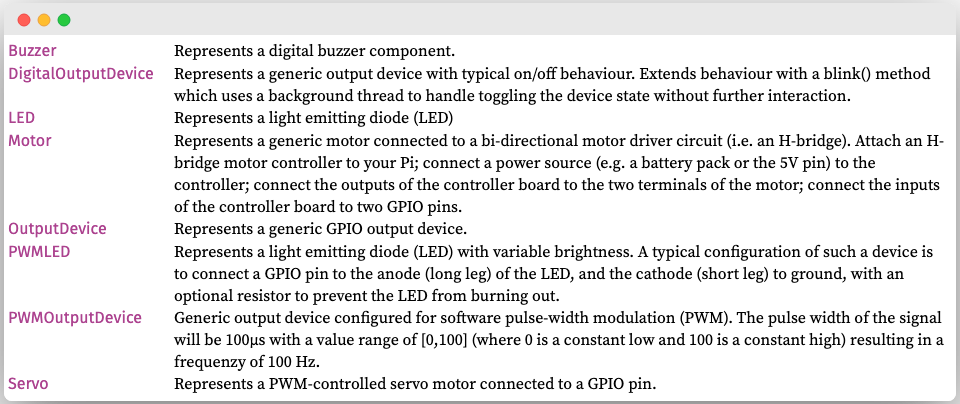 Buzzer Represents a digital buzzer component.
DigitalOutputDevice Represents a generic output device with typical on/off behaviour. Extends behaviour with a blink() method
which uses a background thread to handle toggling the device state without further interaction.
LED Represents a light emitting diode (LED)
Motor Represents a generic motor connected to a bi-directional motor driver circuit (i.e. an H-bridge). Attach an H-
bridge motor controller to your Pi; connect a power source (e.g. a battery pack or the 5V pin) to the
controller; connect the outputs of the controller board to the two terminals of the motor; connect the inputs
of the controller board to two GPIO pins.
OutputDevice Represents a generic GPIO output device.
PWMLED Represents a light emitting diode (LED) with variable brightness. A typical configuration of such a device is
to connect a GPIO pin to the anode (long leg) of the LED, and the cathode (short leg) to ground, with an
optional resistor to prevent the LED from burning out.
PWMOutputDevice Generic output device configured for software pulse-width modulation (PWM). The pulse width of the signal
will be 100μs with a value range of [0,100] (where 0 is a constant low and 100 is a constant high) resulting in a
frequenzy of 100 Hz.
Servo Represents a PWM-controlled servo motor connected to a GPIO pin.